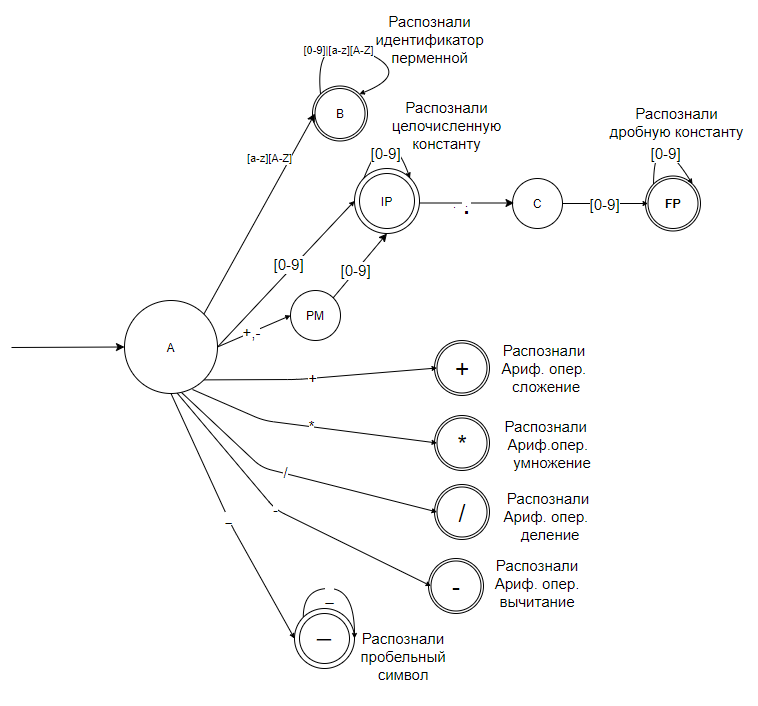 Распознали
идентификатор
перменной
[0-9]|[a-z][A-Z]
B
[a-z][A-Z]
Распознали
целочисленную
константу
[0-9]
IP
.
C
[0-9]
Распознали
дробную константу
[0-9]
FP
[0-9]
[0-9]
PM
+,-
A
+
+
Распознали
Ариф. опер.
сложение
*
*
Распознали
Ариф.опер.
умножение
/
/
Распознали
Ариф. опер.
деление
-
-
Распознали
Ариф. опер.
вычитание
_
_
_
Распознали
пробельный
символ